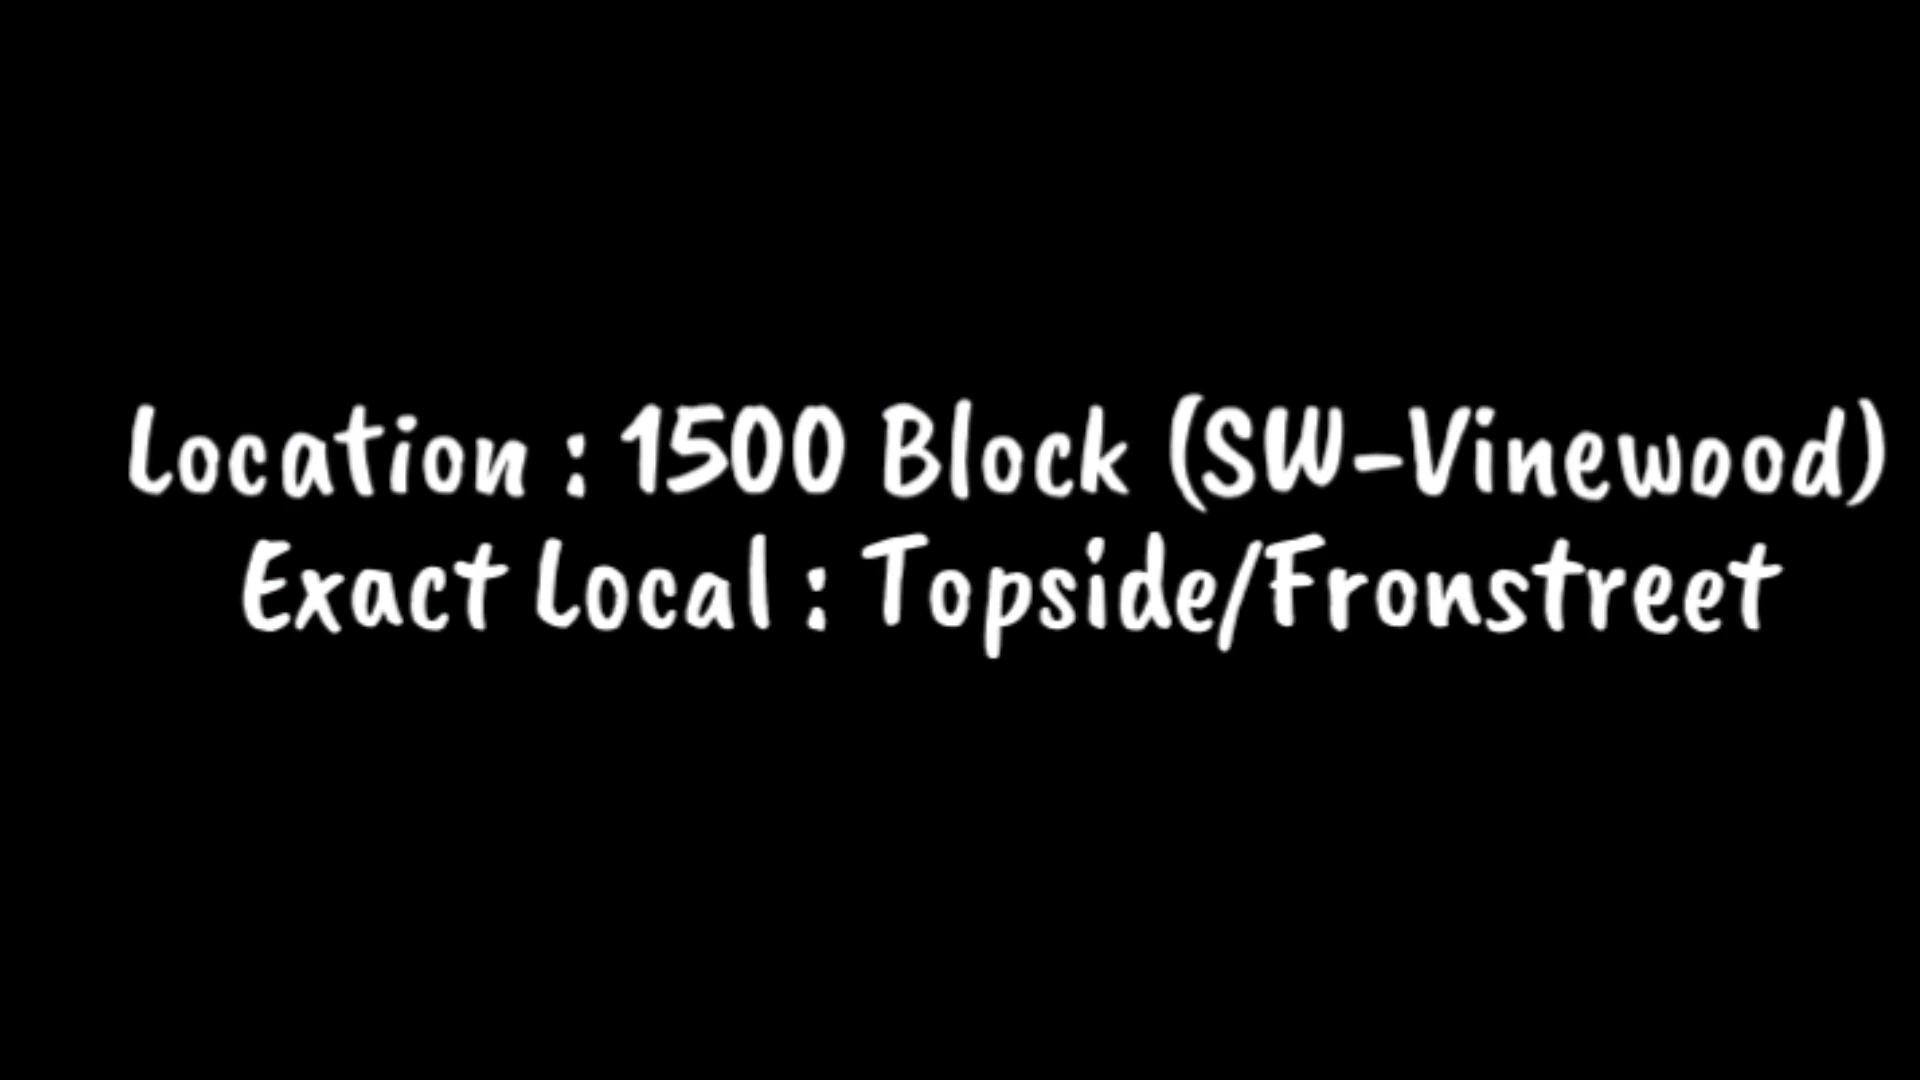 Location : 1500 Block (SW-Vinewood)
Exact Local : Topside/Fronstreet